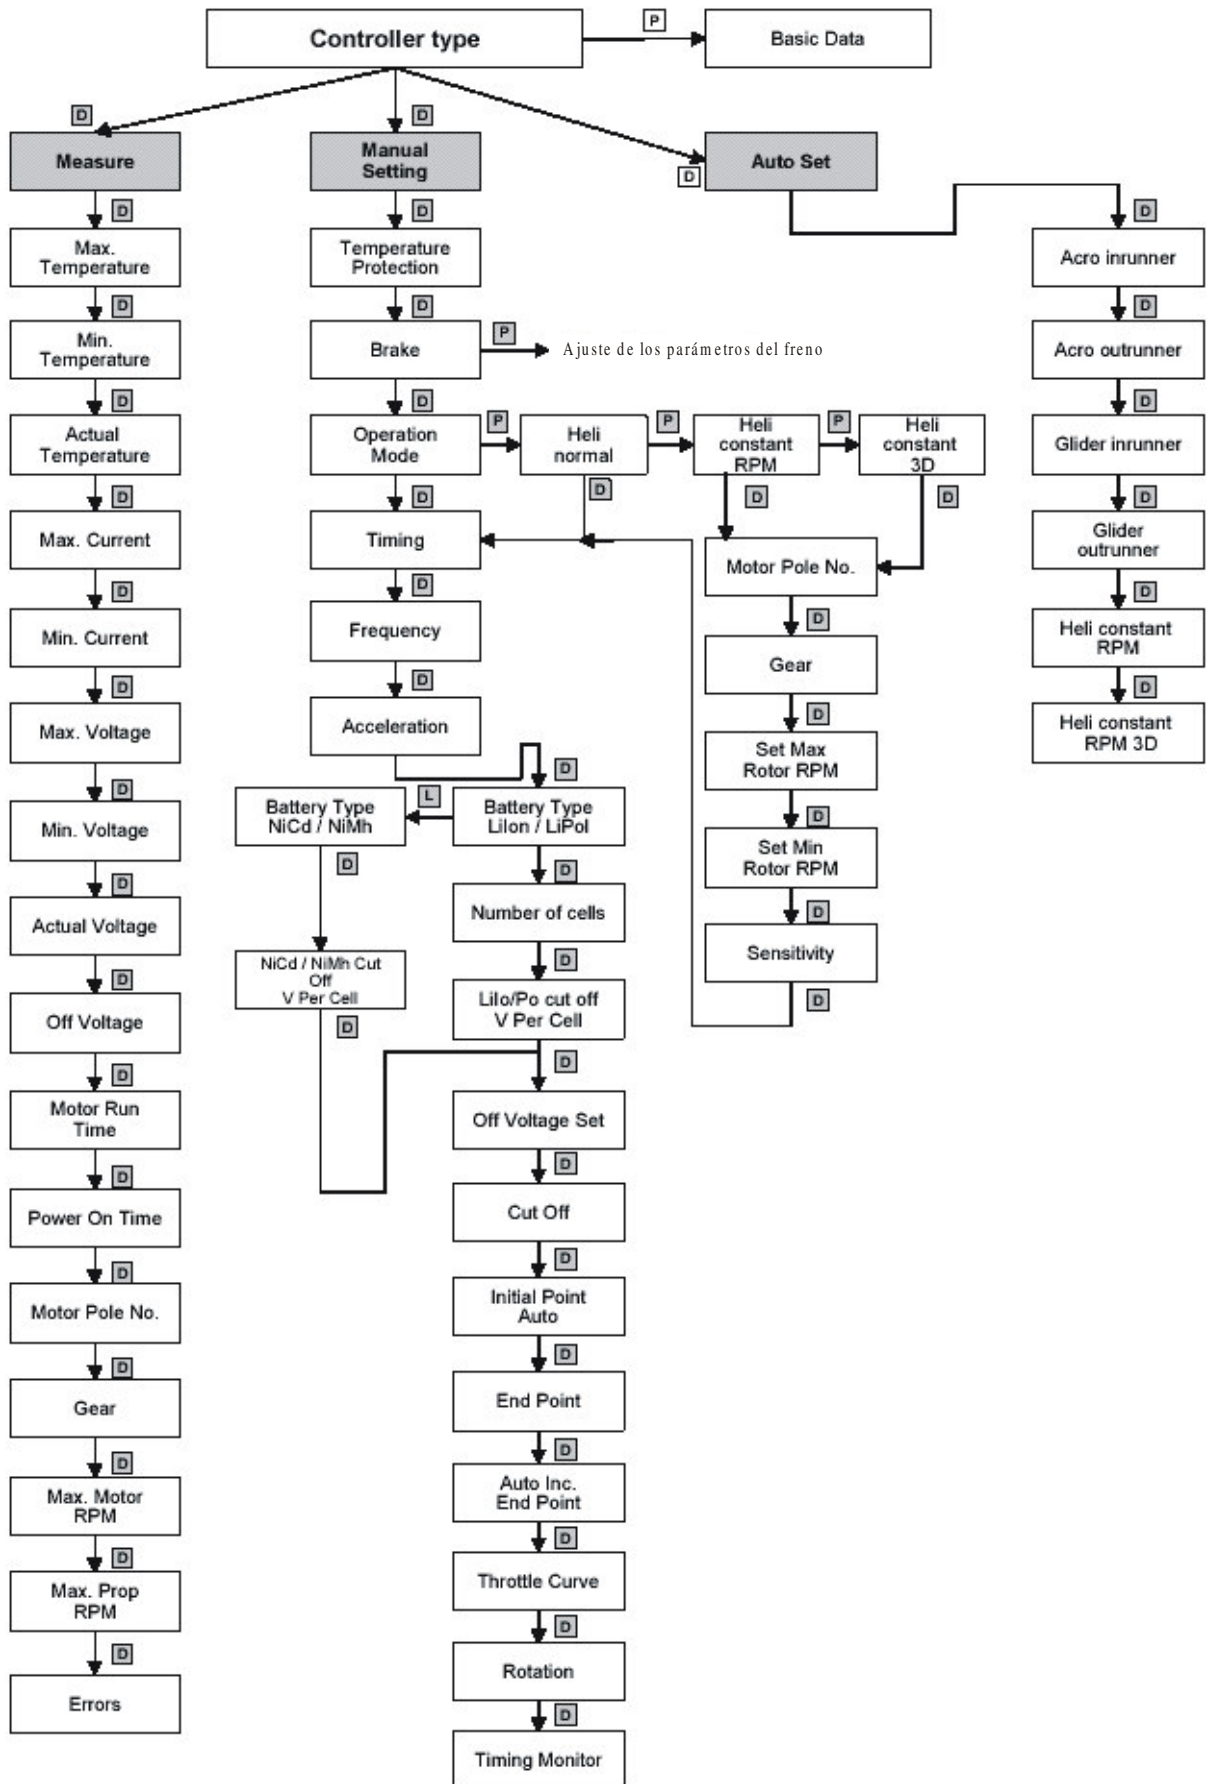 Controller type
P
Basic Data
D
Measure
D
Manual
Setting
D
Auto Set
D
Max.
Temperature
D
Min.
Temperature
D
Actual
Temperature
D
Max. Current
D
Min. Current
D
Max. Voltage
D
Min. Voltage
D
Actual Voltage
D
Off Voltage
D
Motor Run
Time
D
Power On Time
D
Motor Pole No.
D
Gear
D
Max. Motor
RPM
D
Max. Prop
RPM
D
Errors
D
Temperature
Protection
D
Brake
P
Ajuste de los parámetros del freno
D
Operation
Mode
P
Heli
normal
P
Heli
constant
RPM
P
Heli
constant
3D
D
D
D
D
Timing
D
Frequency
D
Acceleration
D
Battery Type
LiIon / LiPol
L
Battery Type
NiCd / NiMh
D
NiCd / NiMh Cut
Off
V Per Cell
D
D
Number of cells
D
LiIo/Po cut off
V Per Cell
D
Off Voltage Set
D
Cut Off
D
Initial Point
Auto
D
End Point
D
Auto Inc.
End Point
D
Throttle Curve
D
Rotation
D
Timing Monitor
Motor Pole No.
D
Gear
D
Set Max
Rotor RPM
D
Set Min
Rotor RPM
D
Sensitivity
D
D
Acro inrunner
D
Acro outrunner
D
Glider inrunner
D
Glider
outrunner
D
Heli constant
RPM
D
Heli constant
RPM 3D